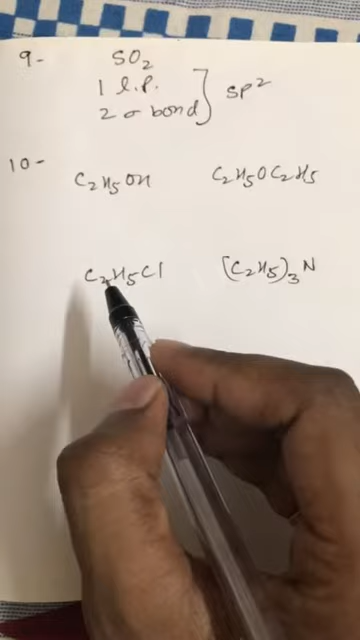 9- SO₂
1 l.p. ] sp²
2 σ bond
10-
C₂H₅OH C₂H₅OC₂H₅
C₂H₅Cl (C₂H₅)₃N